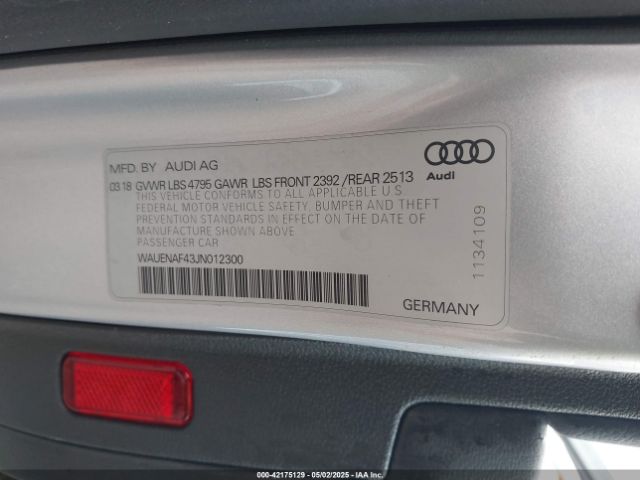 MFD. BY AUDI AG
03.18 GVWR LBS 4795 GAWR LBS FRONT 2392 /REAR 2513
THIS VEHICLE CONFORMS TO ALL APPLICABLE U.S
FEDERAL MOTOR VEHICLE SAFETY, BUMPER AND THEFT
PREVENTION STANDARDS IN EFFECT ON THE DATE OF
MANUFACTURE SHOWN ABOVE
PASSENGER CAR
WAUENAF43JN012300
Audi
1134109
GERMANY
000-42175129 - 05/02/2025 - IAAI.COM